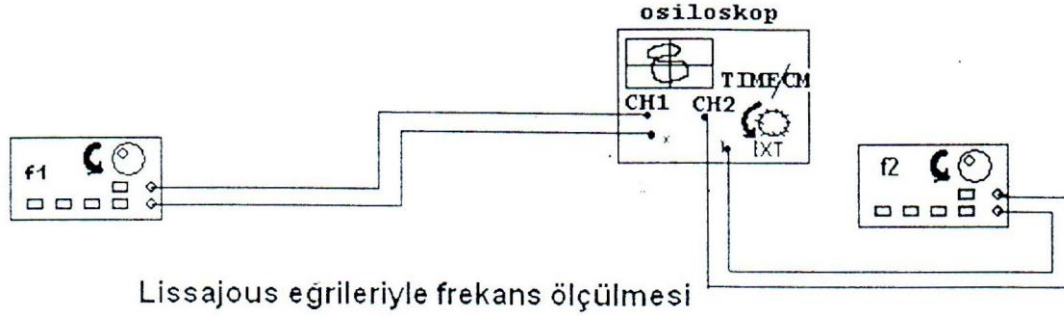 osiloskop
TIME/CM
CH1 CH2
x
EXT
f1
f2
Lissajous eğrileriyle frekans ölçülmesi